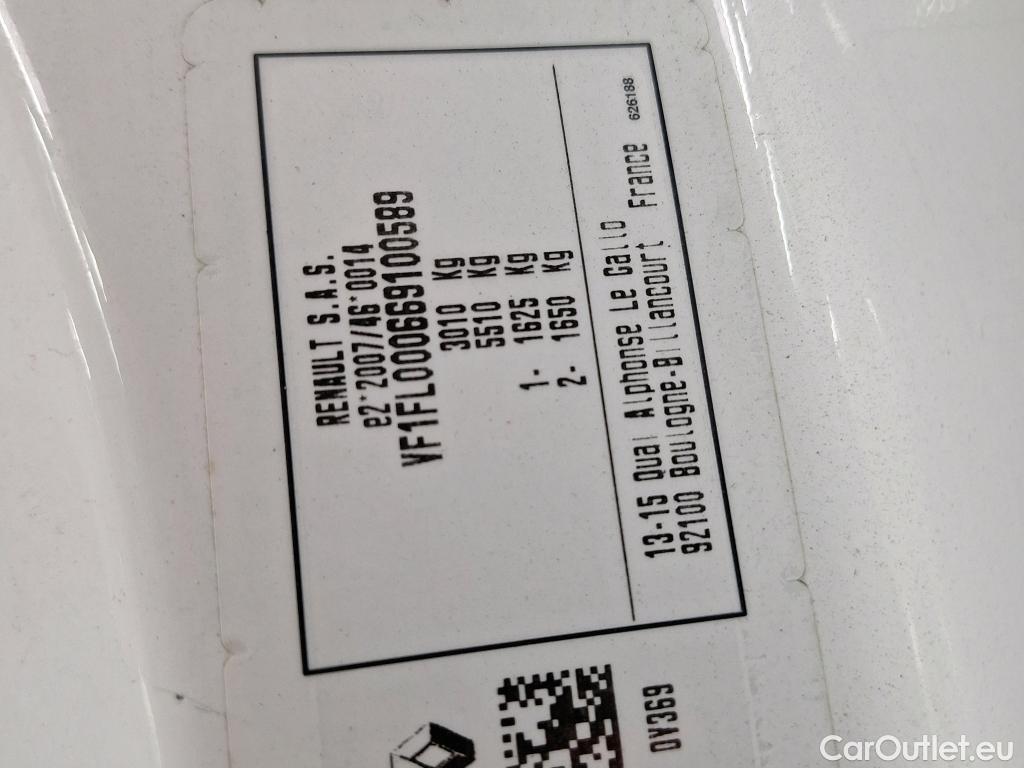 RENAULT S.A.S.
e2*2007/46*0014
VF1FL000669100589
3010 Kg
5510 Kg
1- 1625 Kg
2- 1650 Kg
13-15 Quai Alphonse Le Gallo
92100 Boulogne-Billancourt France
626188
DY369
CarOutlet.eu